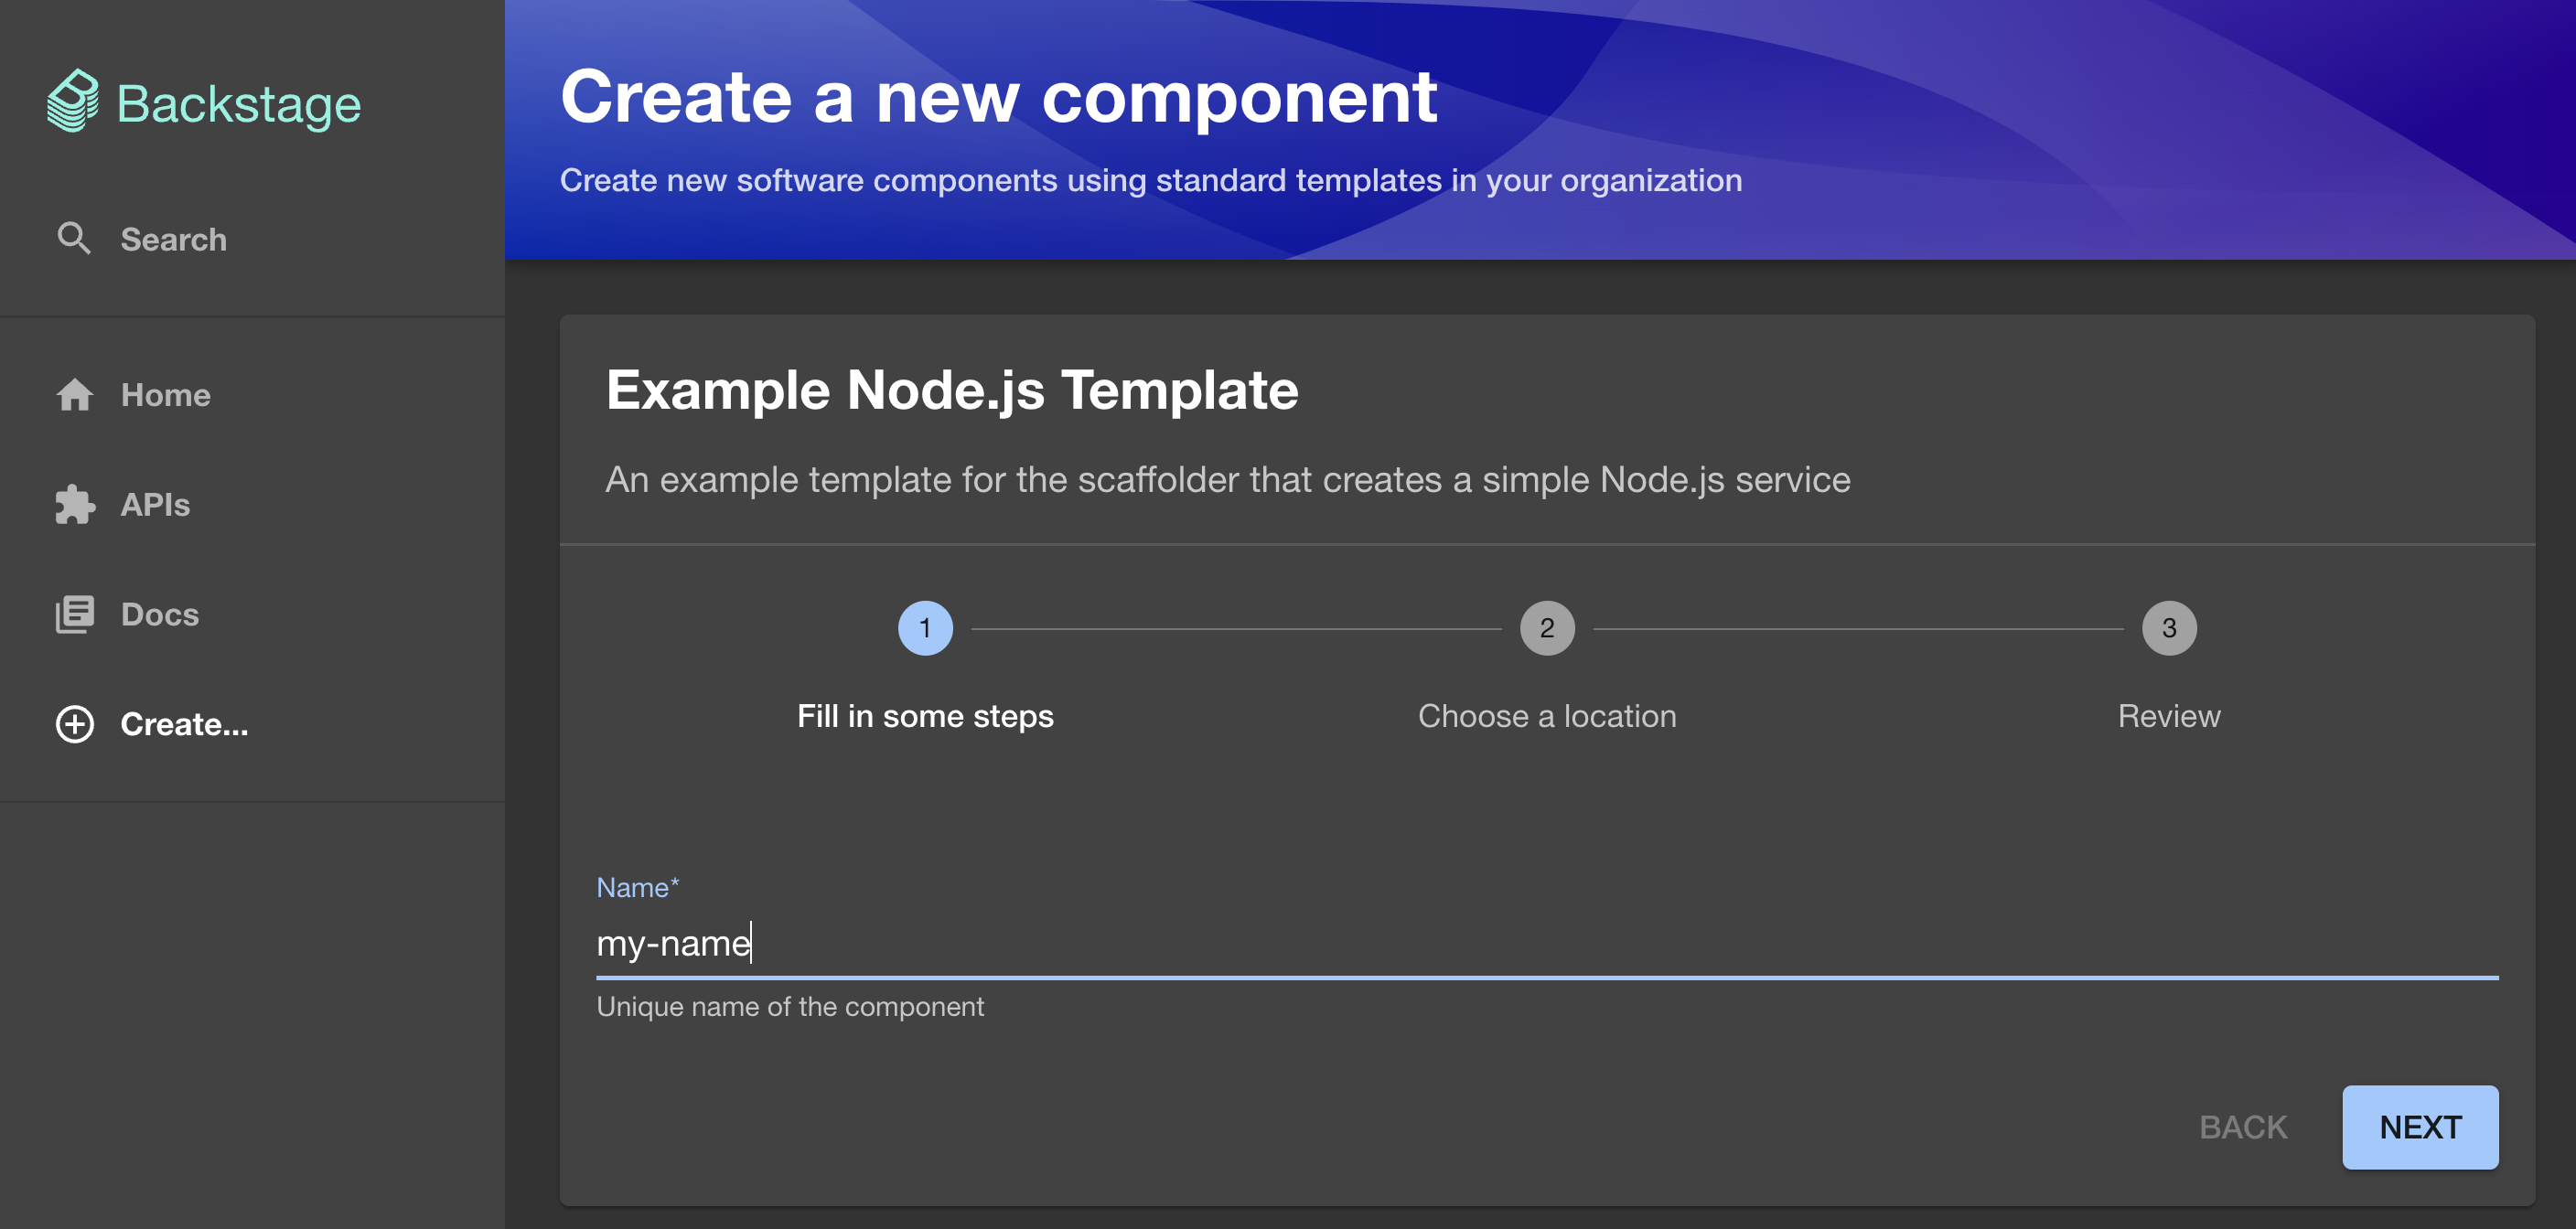 Backstage
Search
Home
APIs
Docs
Create...
Create a new component
Create new software components using standard templates in your organization
Example Node.js Template
An example template for the scaffolder that creates a simple Node.js service
1
2
3
Fill in some steps
Choose a location
Review
Name*
my-name
Unique name of the component
BACK
NEXT